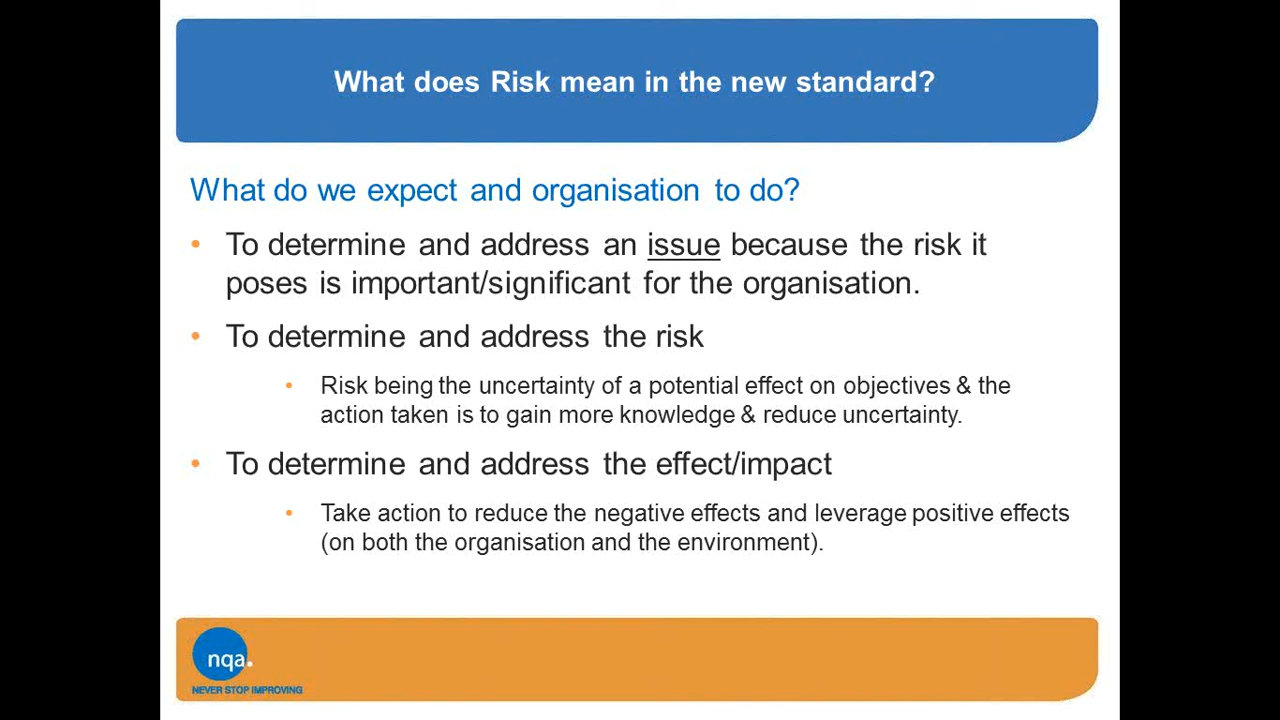 What does Risk mean in the new standard?
What do we expect and organisation to do?
• To determine and address an issue because the risk it
poses is important/significant for the organisation.
• To determine and address the risk
• Risk being the uncertainty of a potential effect on objectives & the
action taken is to gain more knowledge & reduce uncertainty.
• To determine and address the effect/impact
• Take action to reduce the negative effects and leverage positive effects
(on both the organisation and the environment).
nqa.
NEVER STOP IMPROVING